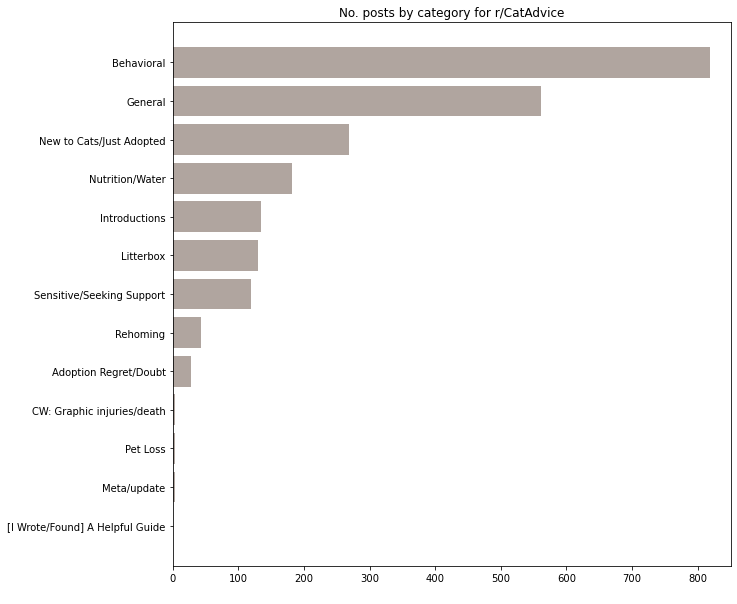 No. posts by category for r/CatAdvice
Behavioral
General
New to Cats/Just Adopted
Nutrition/Water
Introductions
Litterbox
Sensitive/Seeking Support
Rehoming
Adoption Regret/Doubt
CW: Graphic injuries/death
Pet Loss
Meta/update
[I Wrote/Found] A Helpful Guide
0 100 200 300 400 500 600 700 800